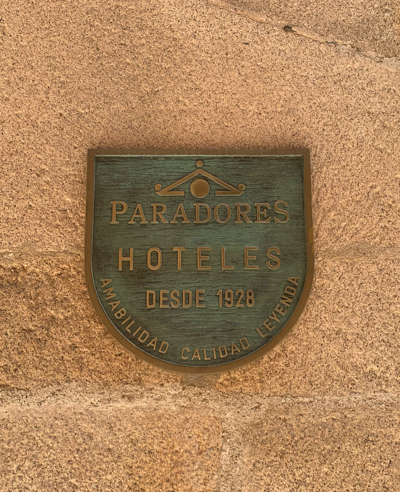 PARADORES
HOTELES
DESDE 1928
AMABILIDAD CALIDAD LEYENDA